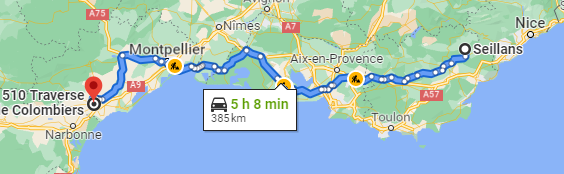 A75
Nîmes
Nice
Montpellier
Seillans
Aix-en-Provence
A7
510 Traverse
e Colombiers
A9
5 h 8 min
385 km
A57
Narbonne
Toulon